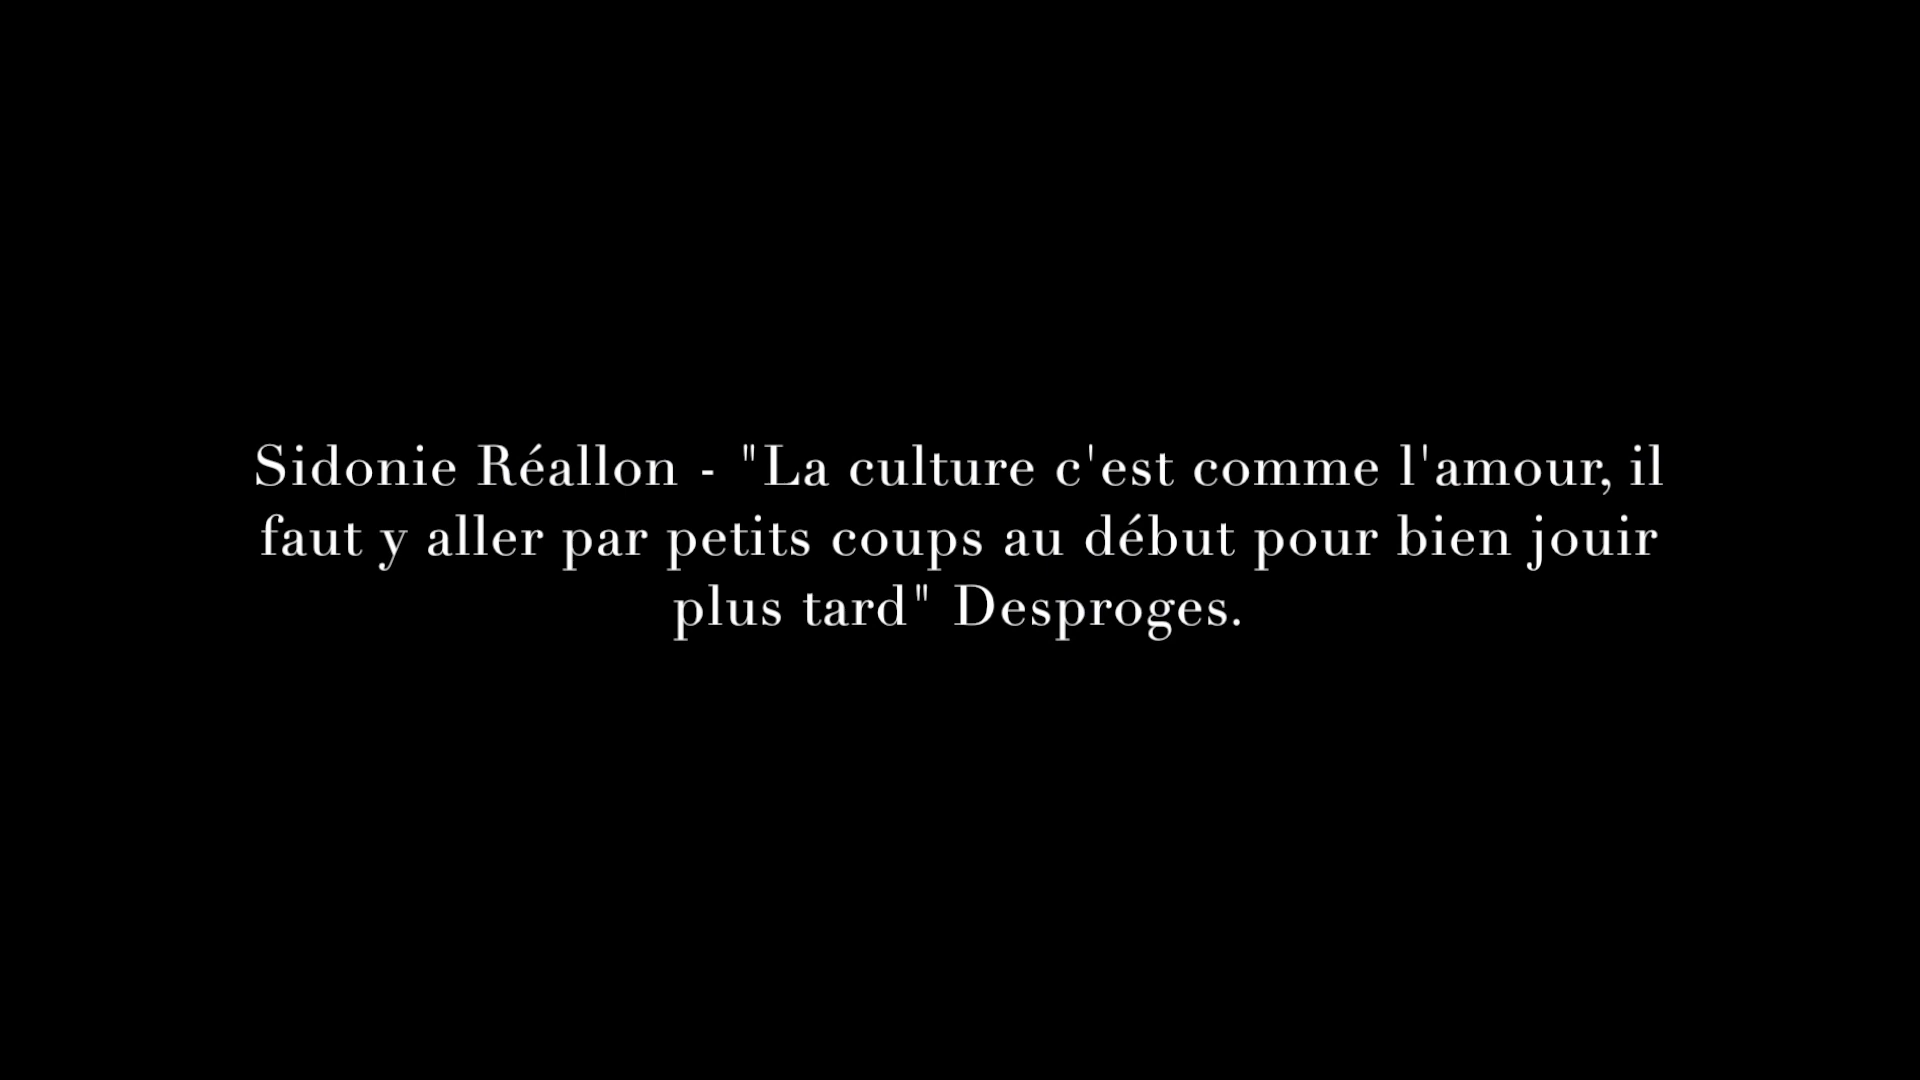 Sidonie Réallon - "La culture c'est comme l'amour, il
faut y aller par petits coups au début pour bien jouir
plus tard" Desproges.